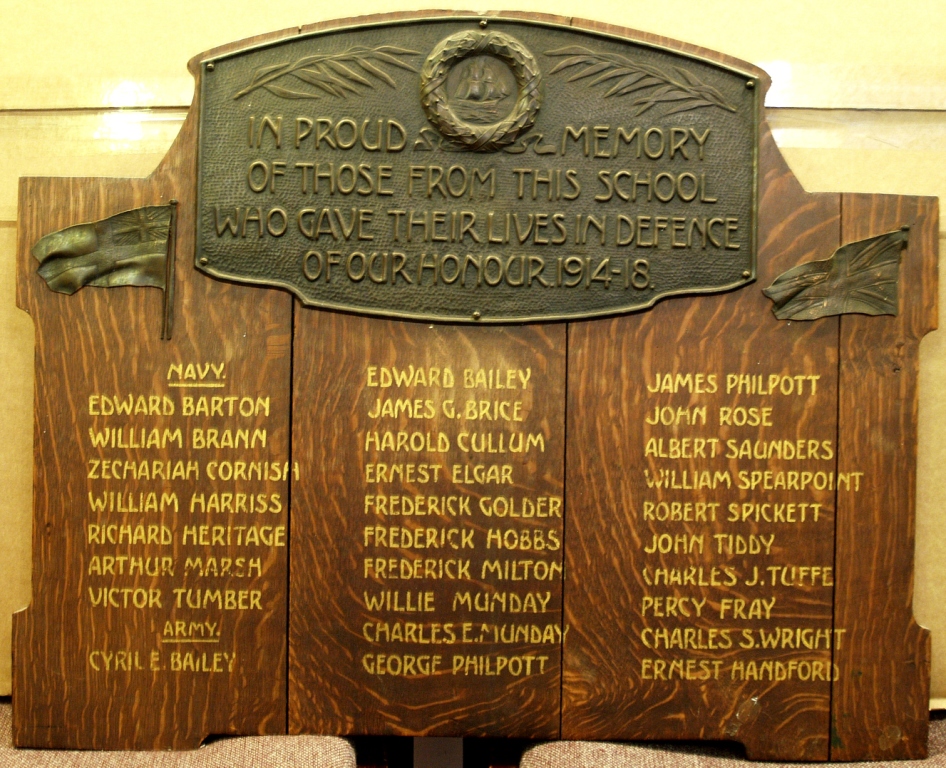 IN PROUD MEMORY
OF THOSE FROM THIS SCHOOL
WHO GAVE THEIR LIVES IN DEFENCE
OF OUR HONOUR. 1914-18.
NAVY.
EDWARD BARTON
WILLIAM BRANN
ZECHARIAH CORNISH
WILLIAM HARRISS
RICHARD HERITAGE
ARTHUR MARSH
VICTOR TUMBER
ARMY.
CYRIL E. BAILEY
EDWARD BAILEY
JAMES G. BRICE
HAROLD CULLUM
ERNEST ELGAR
FREDERICK GOLDER
FREDERICK HOBBS
FREDERICK MILTON
WILLIE MUNDAY
CHARLES E. MUNDAY
GEORGE PHILPOTT
JAMES PHILPOTT
JOHN ROSE
ALBERT SAUNDERS
WILLIAM SPEARPOINT
ROBERT SPICKETT
JOHN TIDDY
CHARLES J. TUFFE
PERCY FRAY
CHARLES S. WRIGHT
ERNEST HANDFORD